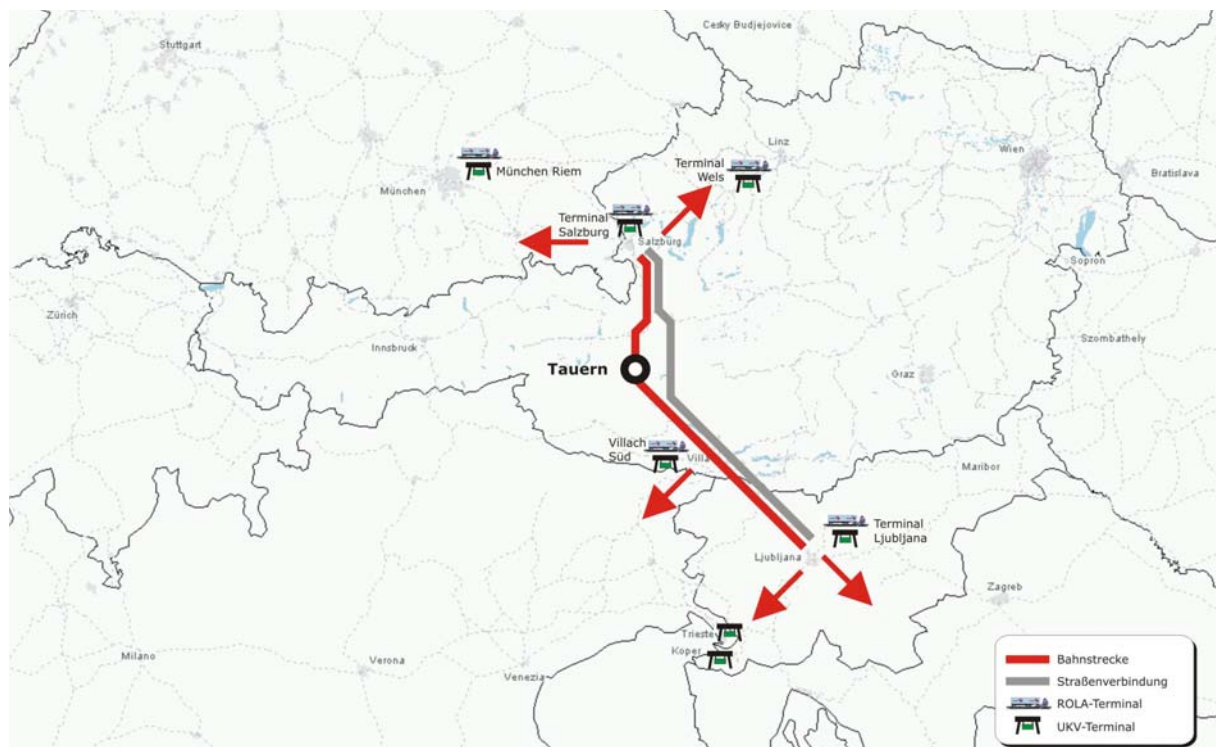 Stuttgart
Cesky Budjejovice
Linz
Wien
Bratislava
München
München Riem
Terminal
Wels
Terminal
Salzburg
Salzburg
Sopron
Zürich
Innsbruck
Szombathely
Tauern
Graz
Villach
Süd
Villa
Maribor
Terminal
Ljubljana
Ljubljana
Zagreb
Trieste
Koper
Milano
Verona
Venezia
Bahnstrecke
Straßenverbindung
ROLA-Terminal
UKV-Terminal